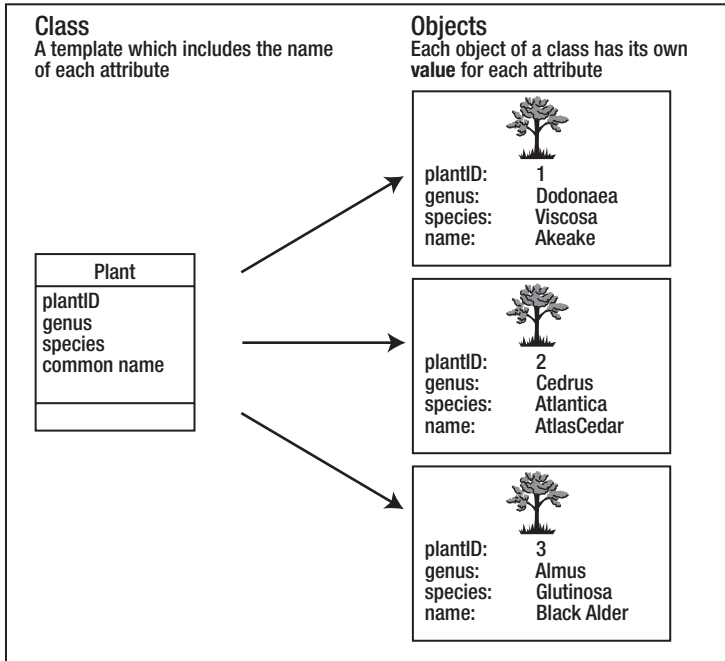 Class
A template which includes the name
of each attribute
Objects
Each object of a class has its own
value for each attribute
Plant
plantID
genus
species
common name
plantID: 1
genus: Dodonaea
species: Viscosa
name: Akeake
plantID: 2
genus: Cedrus
species: Atlantica
name: AtlasCedar
plantID: 3
genus: Almus
species: Glutinosa
name: Black Alder